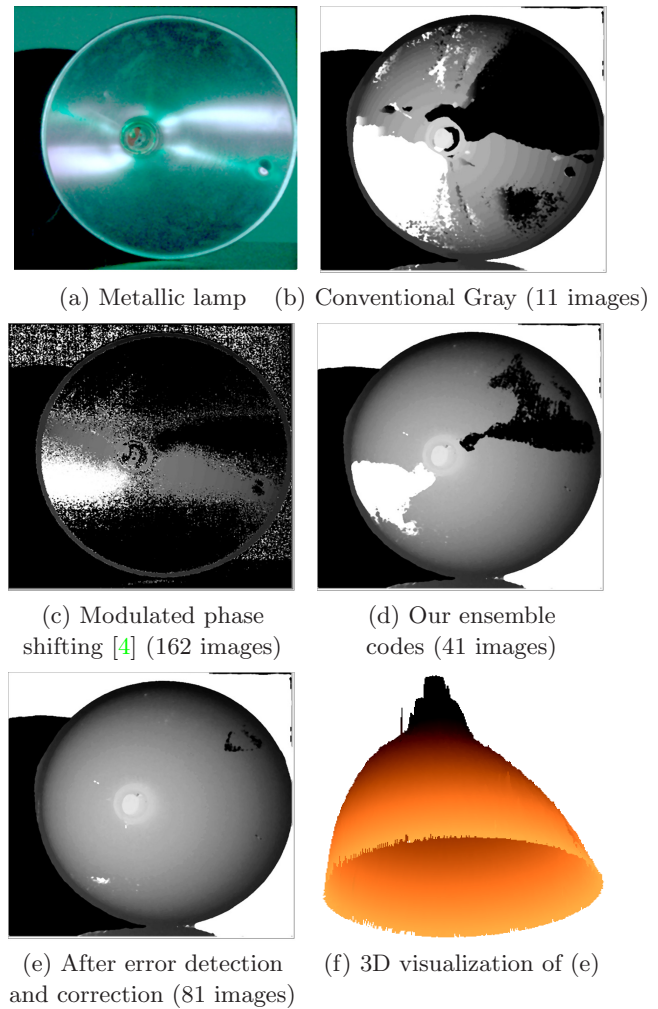 (a) Metallic lamp
(b) Conventional Gray (11 images)
(c) Modulated phase
shifting [4] (162 images)
(d) Our ensemble
codes (41 images)
(e) After error detection
and correction (81 images)
(f) 3D visualization of (e)